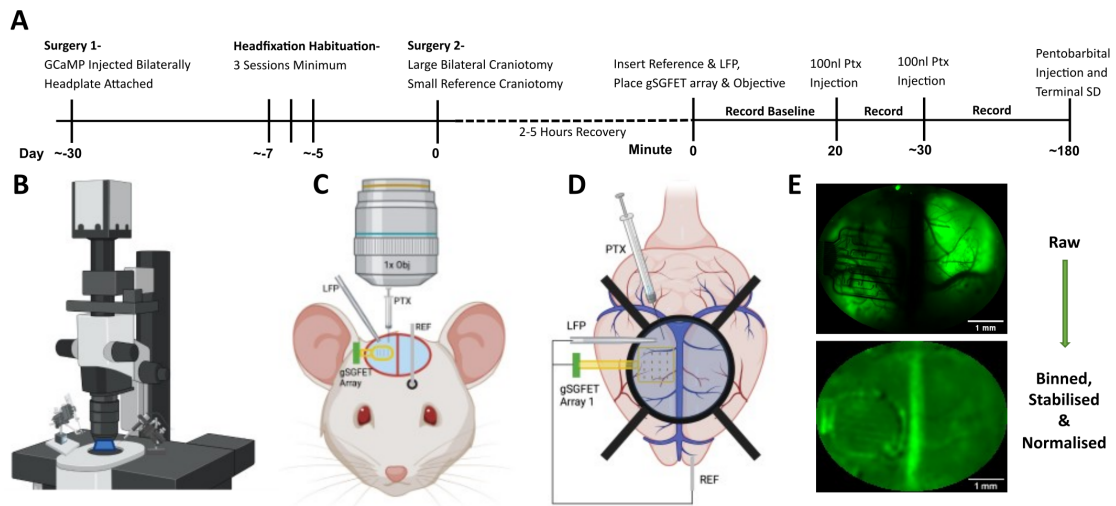 A
Surgery 1-
GCaMP Injected Bilaterally
Headplate Attached
Headfixation Habituation-
3 Sessions Minimum
Surgery 2-
Large Bilateral Craniotomy
Small Reference Craniotomy
Insert Reference & LFP,
Place gSGFET array & Objective
100nl Ptx
Injection
100nl Ptx
Injection
Pentobarbital
Injection and
Terminal SD
Record Baseline
Record
Record
2-5 Hours Recovery
Day
~-30
~-7
~-5
0
Minute
0
20
~30
~180
B
C
1x Obj
LFP
PTX
REF
gSGFET
Array
D
PTX
LFP
gSGFET
Array 1
REF
E
1 mm
Raw
1 mm
Binned,
Stabilised
&
Normalised